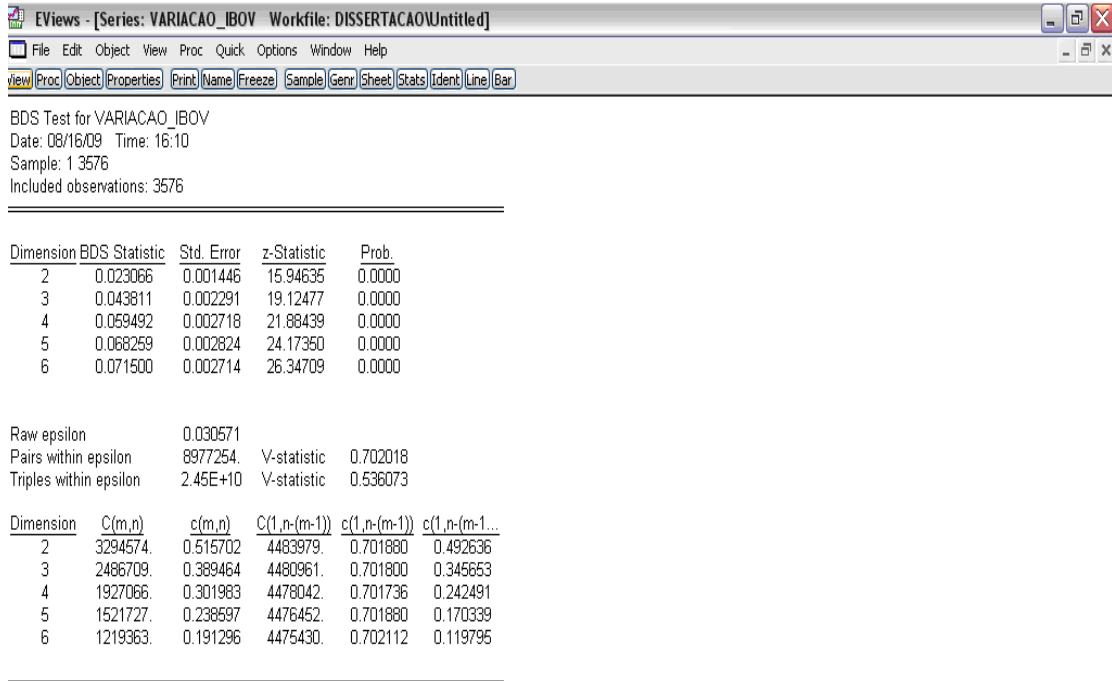 EViews - [Series: VARIACAO_IBOV Workfile: DISSERTACAO\Untitled]
File Edit Object View Proc Quick Options Window Help
View Proc Object Properties Print Name Freeze Sample Genr Sheet Stats Ident Line Bar
BDS Test for VARIACAO_IBOV
Date: 08/16/09 Time: 16:10
Sample: 1 3576
Included observations: 3576
Dimension BDS Statistic Std. Error z-Statistic Prob.
2 0.023066 0.001446 15.94635 0.0000
3 0.043811 0.002291 19.12477 0.0000
4 0.059492 0.002718 21.88439 0.0000
5 0.068259 0.002824 24.17350 0.0000
6 0.071500 0.002714 26.34709 0.0000
Raw epsilon 0.030571
Pairs within epsilon 8977254. V-statistic 0.702018
Triples within epsilon 2.45E+10 V-statistic 0.536073
Dimension C(m,n) c(m,n) C(1,n-(m-1)) c(1,n-(m-1)) c(1,n-(m-1...
2 3294574. 0.515702 4483979. 0.701880 0.492636
3 2486709. 0.389464 4480961. 0.701800 0.345653
4 1927066. 0.301983 4478042. 0.701736 0.242491
5 1521727. 0.238597 4476452. 0.701880 0.170339
6 1219363. 0.191296 4475430. 0.702112 0.119795